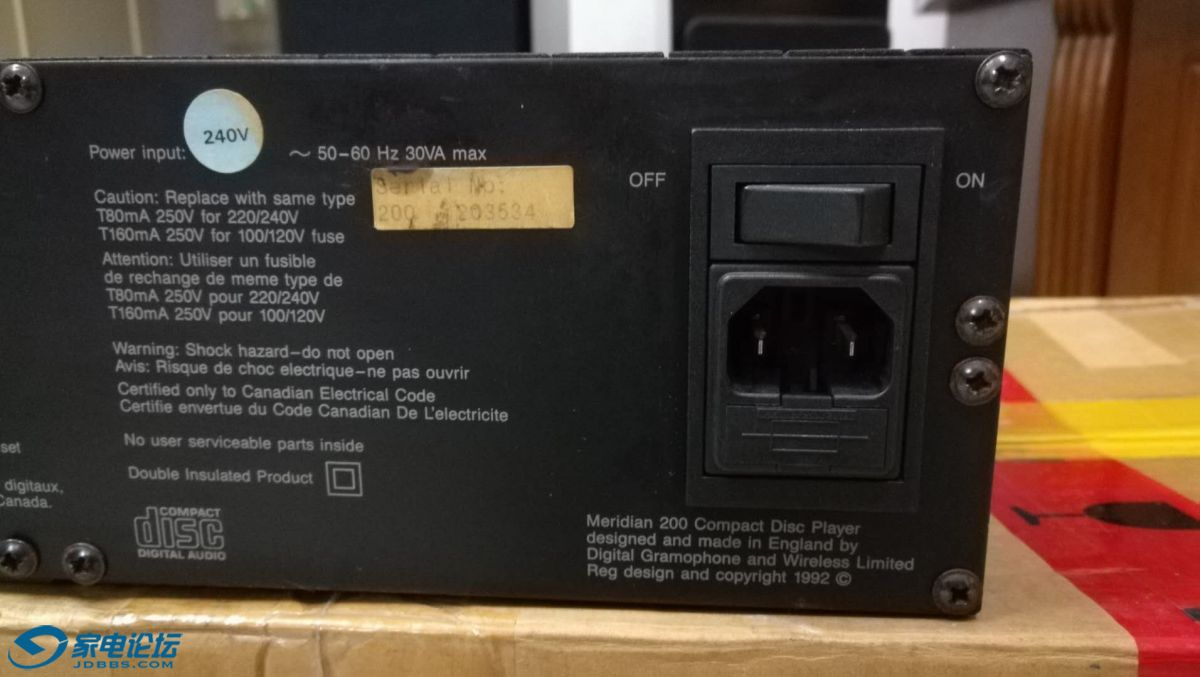 240V
Power input:
~ 50-60 Hz 30VA max
Serial No:
200 203534
Caution: Replace with same type
T80mA 250V for 220/240V
T160mA 250V for 100/120V fuse
Attention: Utiliser un fusible
de rechange de meme type de
T80mA 250V pour 220/240V
T160mA 250V pour 100/120V
Warning: Shock hazard-do not open
Avis: Risque de choc electrique-ne pas ouvrir
Certified only to Canadian Electrical Code
Certifie envertue du Code Canadian De L'electricite
No user serviceable parts inside
Double Insulated Product
set
digitaux,
Canada.
COMPACT
disc
DIGITAL AUDIO
OFF
ON
Meridian 200 Compact Disc Player
designed and made in England by
Digital Gramophone and Wireless Limited
Reg design and copyright 1992 ©
家电论坛
JDBBS.COM